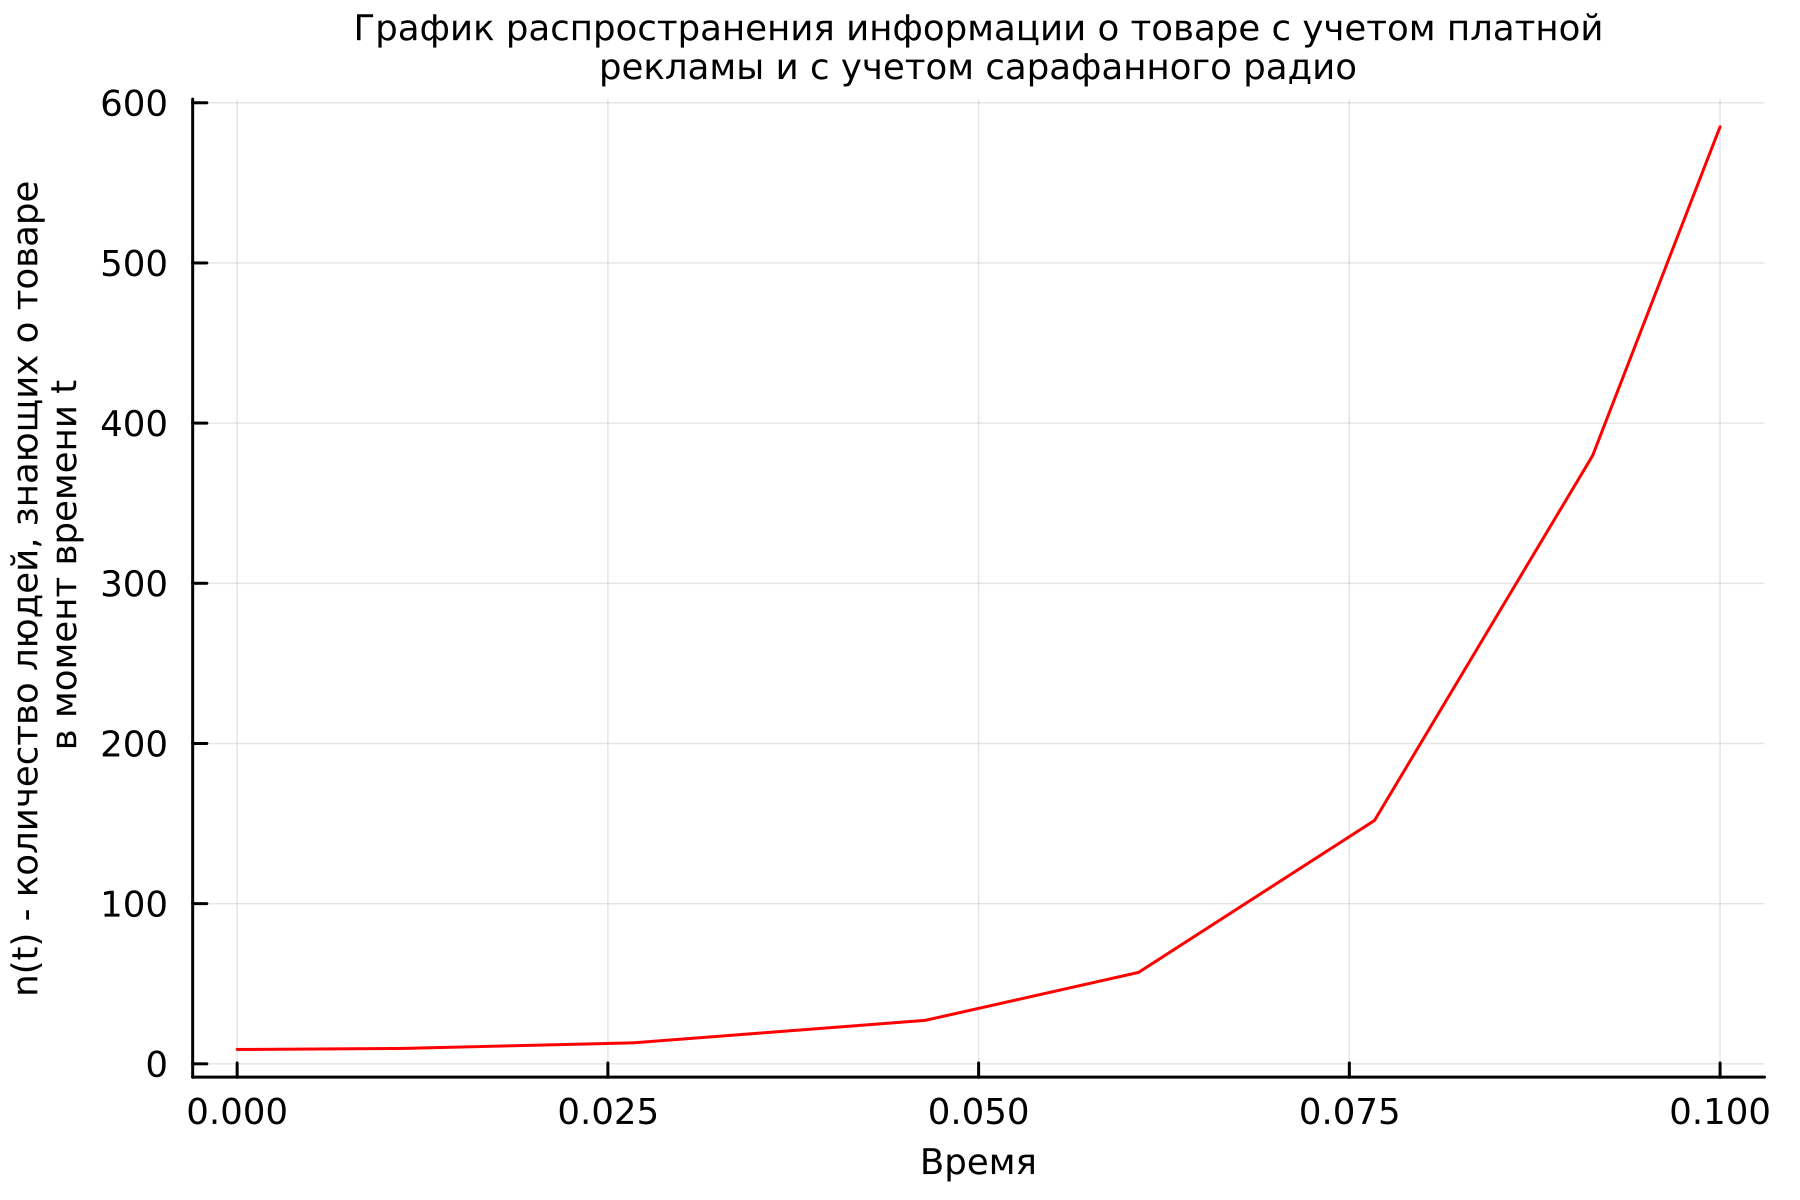 График распространения информации о товаре с учетом платной
рекламы и с учетом сарафанного радио
n(t) - количество людей, знающих о товаре
в момент времени t
600
500
400
300
200
100
0
0.000
0.025
0.050
0.075
0.100
Время